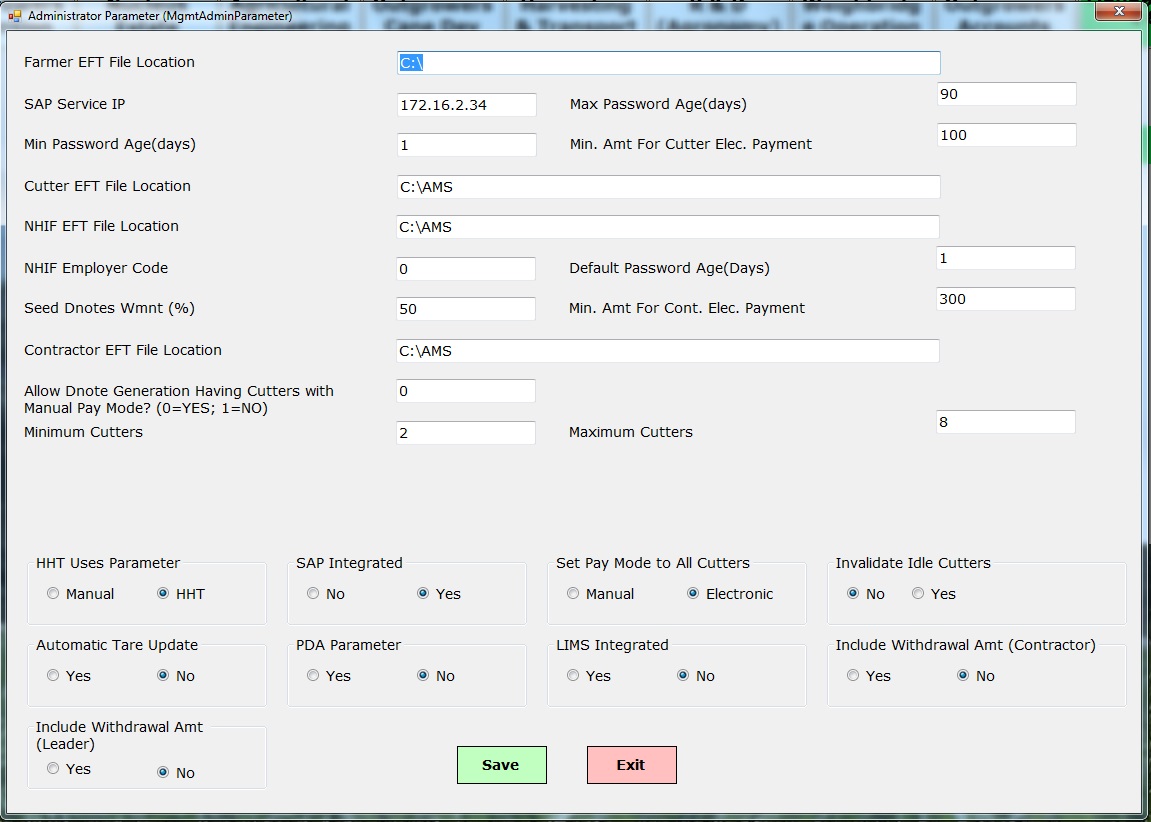 Administrator Parameter (MgmtAdminParameter)
Farmer EFT File Location C:\
SAP Service IP 172.16.2.34 Max Password Age(days) 90
Min Password Age(days) 1 Min. Amt For Cutter Elec. Payment 100
Cutter EFT File Location C:\AMS
NHIF EFT File Location C:\AMS
NHIF Employer Code 0 Default Password Age(Days) 1
Seed Dnotes Wmnt (%) 50 Min. Amt For Cont. Elec. Payment 300
Contractor EFT File Location C:\AMS
Allow Dnote Generation Having Cutters with 0
Manual Pay Mode? (0=YES; 1=NO)
Minimum Cutters 2 Maximum Cutters 8
HHT Uses Parameter SAP Integrated Set Pay Mode to All Cutters Invalidate Idle Cutters
Manual HHT No Yes Manual Electronic No Yes
Automatic Tare Update PDA Parameter LIMS Integrated Include Withdrawal Amt (Contractor)
Yes No Yes No Yes No Yes No
Include Withdrawal Amt
(Leader)
Yes No Save Exit